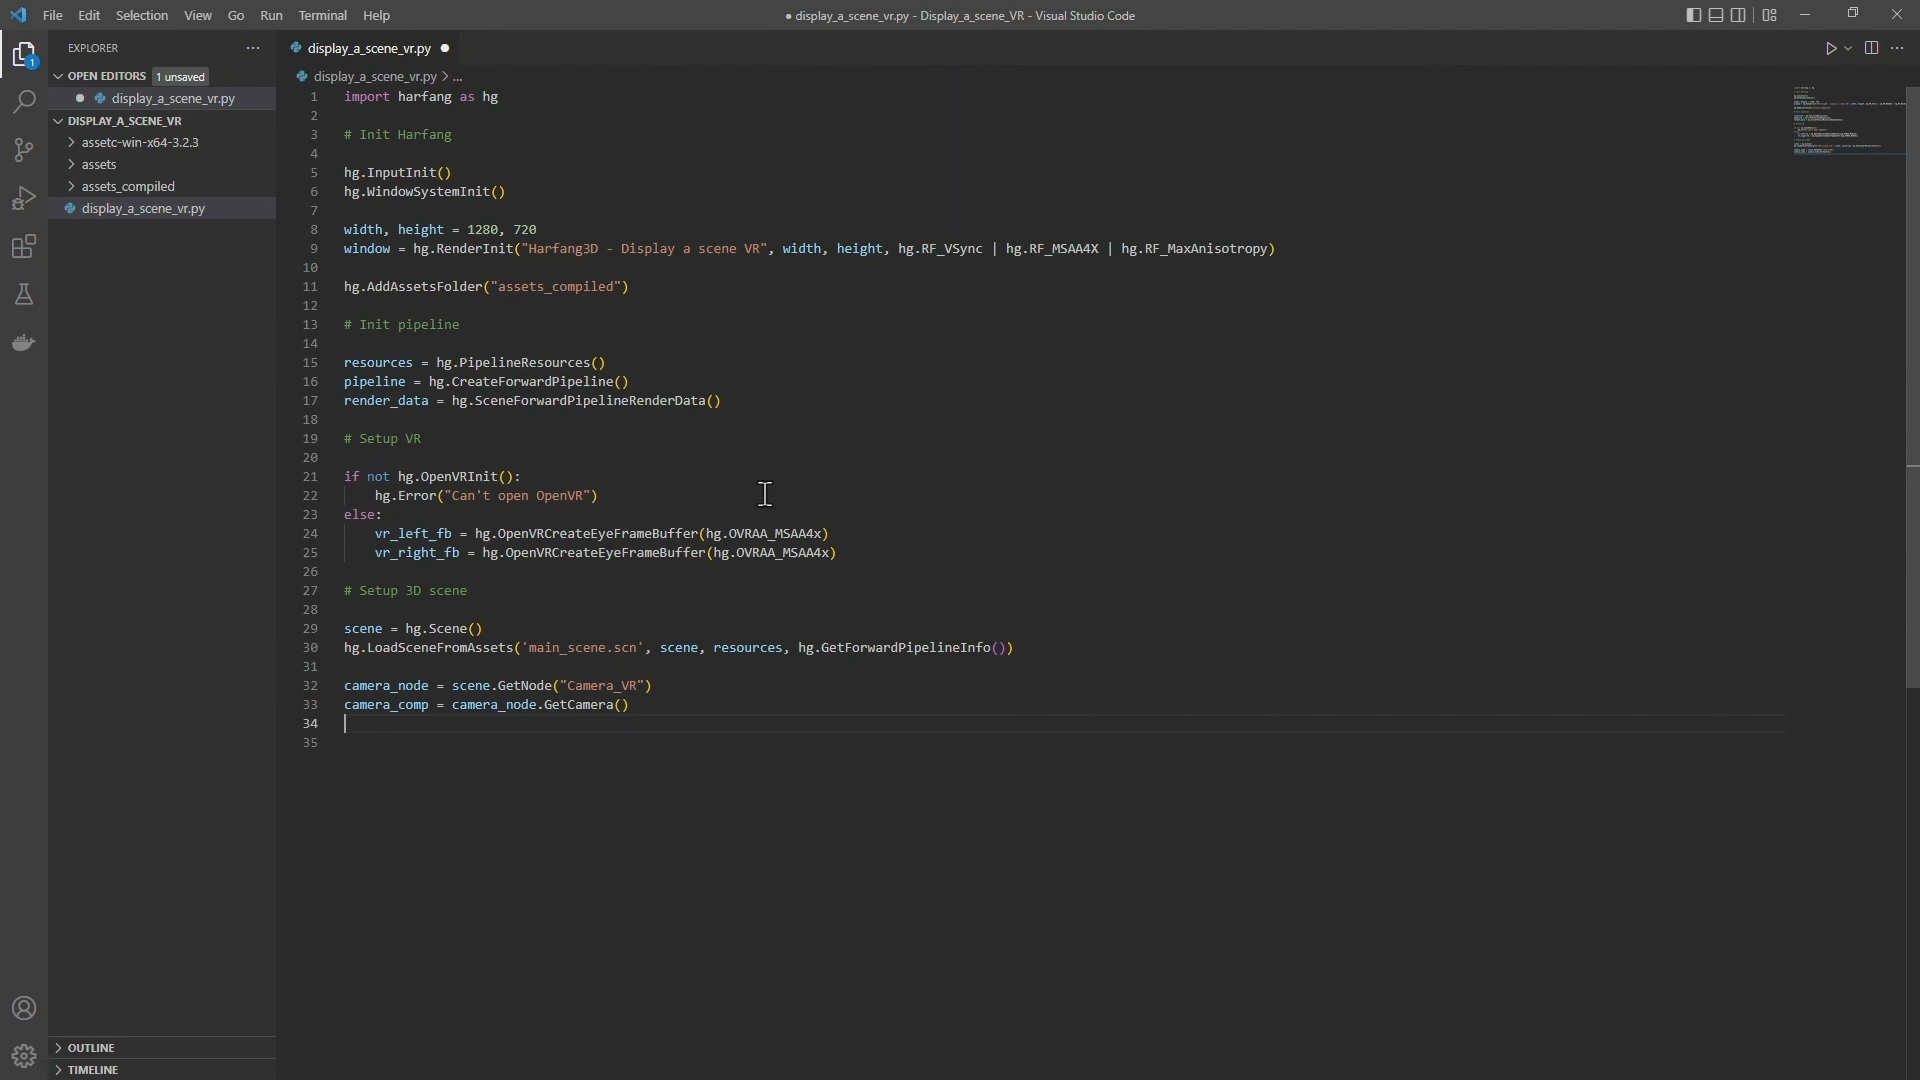 File Edit Selection View Go Run Terminal Help
● display_a_scene_vr.py - Display_a_scene_VR - Visual Studio Code
EXPLORER
OPEN EDITORS 1 unsaved
display_a_scene_vr.py
DISPLAY_A_SCENE_VR
assetc-win-x64-3.2.3
assets
assets_compiled
display_a_scene_vr.py
OUTLINE
TIMELINE
1
display_a_scene_vr.py
display_a_scene_vr.py > ...
1 import harfang as hg
2
3 # Init Harfang
4
5 hg.InputInit()
6 hg.WindowSystemInit()
7
8 width, height = 1280, 720
9 window = hg.RenderInit("Harfang3D - Display a scene VR", width, height, hg.RF_VSync | hg.RF_MSAA4X | hg.RF_MaxAnisotropy)
10
11 hg.AddAssetsFolder("assets_compiled")
12
13 # Init pipeline
14
15 resources = hg.PipelineResources()
16 pipeline = hg.CreateForwardPipeline()
17 render_data = hg.SceneForwardPipelineRenderData()
18
19 # Setup VR
20
21 if not hg.OpenVRInit():
22 hg.Error("Can't open OpenVR")
23 else:
24 vr_left_fb = hg.OpenVRCreateEyeFrameBuffer(hg.OVRAA_MSAA4x)
25 vr_right_fb = hg.OpenVRCreateEyeFrameBuffer(hg.OVRAA_MSAA4x)
26
27 # Setup 3D scene
28
29 scene = hg.Scene()
30 hg.LoadSceneFromAssets('main_scene.scn', scene, resources, hg.GetForwardPipelineInfo())
31
32 camera_node = scene.GetNode("Camera_VR")
33 camera_comp = camera_node.GetCamera()
34
35